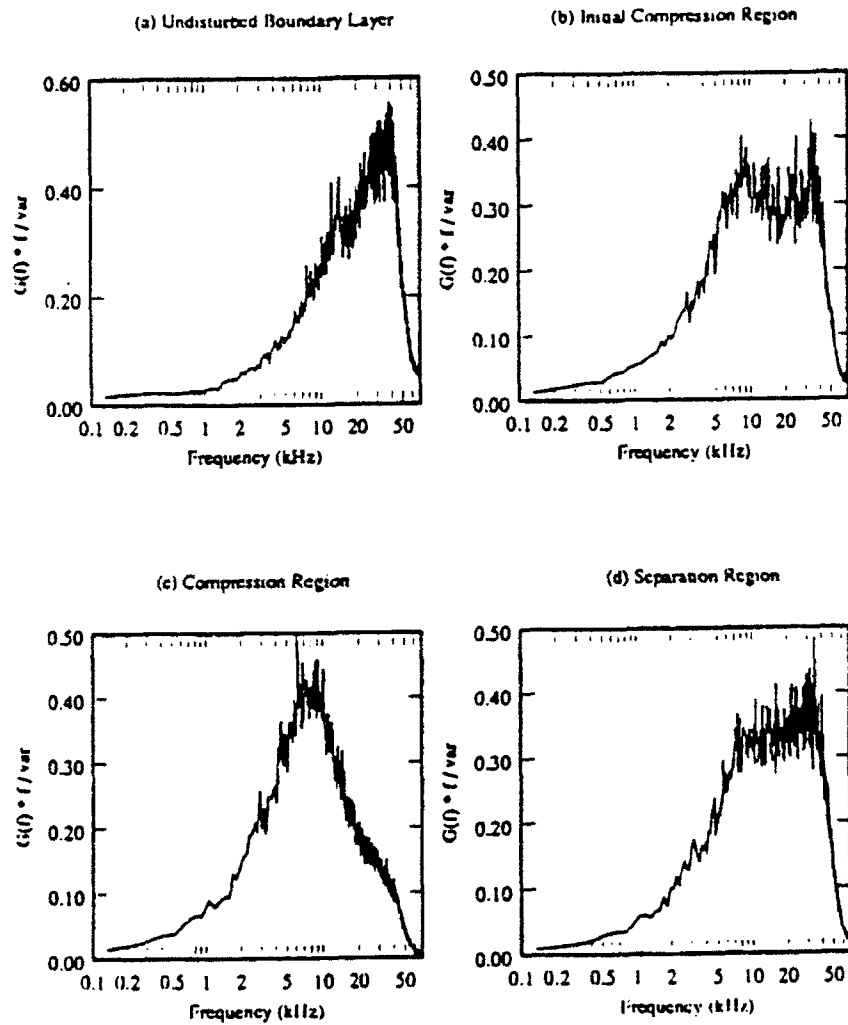 (a) Undisturbed Boundary Layer
0.60
0.40
0.20
0.00
G(f) * f / var
0.1 0.2 0.5 1 2 5 10 20 50
Frequency (kHz)
(b) Initial Compression Region
0.50
0.40
0.30
0.20
0.10
0.00
G(f) * f / var
0.1 0.2 0.5 1 2 5 10 20 50
Frequency (kHz)
(c) Compression Region
0.50
0.40
0.30
0.20
0.10
0.00
G(f) * f / var
0.1 0.2 0.5 1 2 5 10 20 50
Frequency (kHz)
(d) Separation Region
0.50
0.40
0.30
0.20
0.10
0.00
G(f) * f / var
0.1 0.2 0.5 1 2 5 10 20 50
Frequency (kHz)